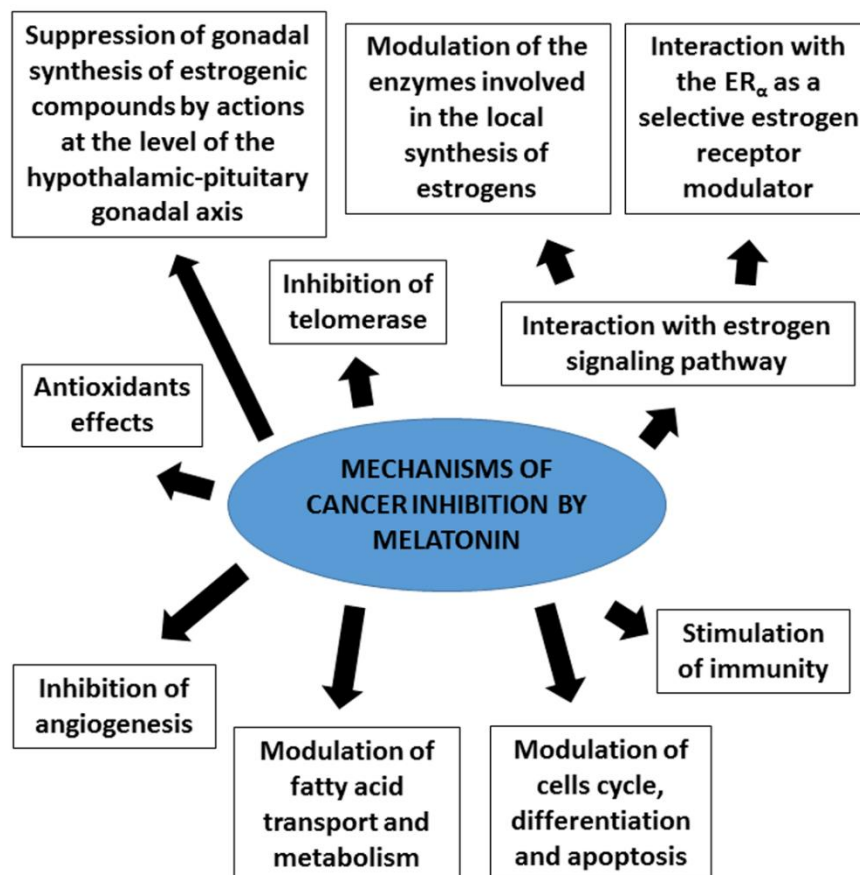 Suppression of gonadal
synthesis of estrogenic
compounds by actions
at the level of the
hypothalamic-pituitary
gonadal axis
Modulation of the
enzymes involved
in the local
synthesis of
estrogens
Interaction with
the ERα as a
selective estrogen
receptor
modulator
Inhibition of
telomerase
Interaction with estrogen
signaling pathway
Antioxidants
effects
MECHANISMS OF
CANCER INHIBITION BY
MELATONIN
Stimulation
of immunity
Inhibition of
angiogenesis
Modulation of
fatty acid
transport and
metabolism
Modulation of
cells cycle,
differentiation
and apoptosis